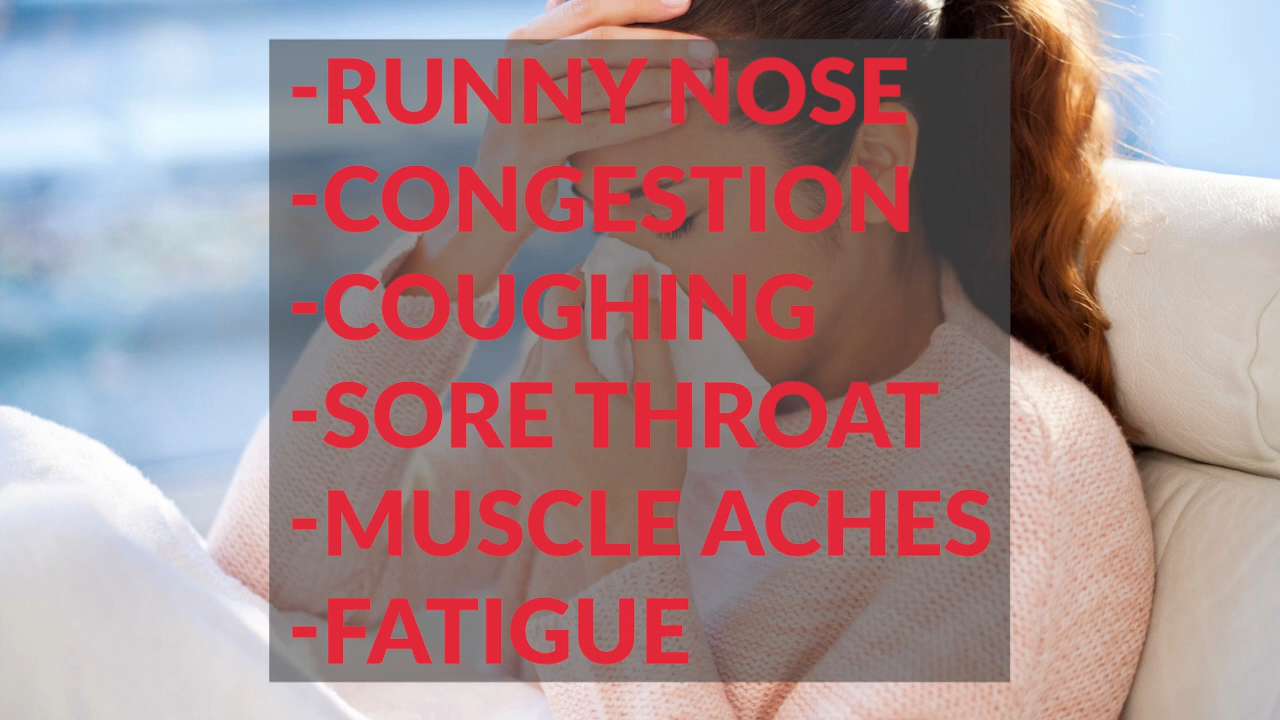 -RUNNY NOSE
-CONGESTION
-COUGHING
-SORE THROAT
-MUSCLE ACHES
-FATIGUE